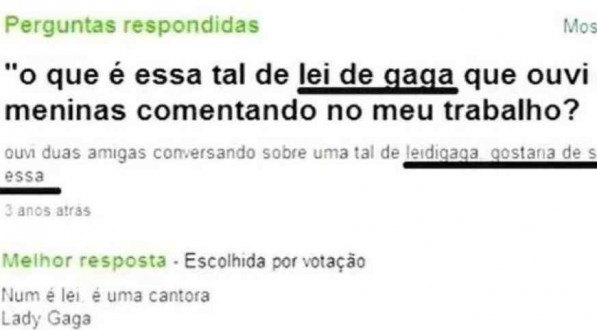 Perguntas respondidas
Mos
"o que é essa tal de lei de gaga que ouvi
meninas comentando no meu trabalho?
ouvi duas amigas conversando sobre uma tal de leidigaga, gostaria de s
essa
3 anos atrás
Melhor resposta - Escolhida por votação
Num é lei, é uma cantora
Lady Gaga